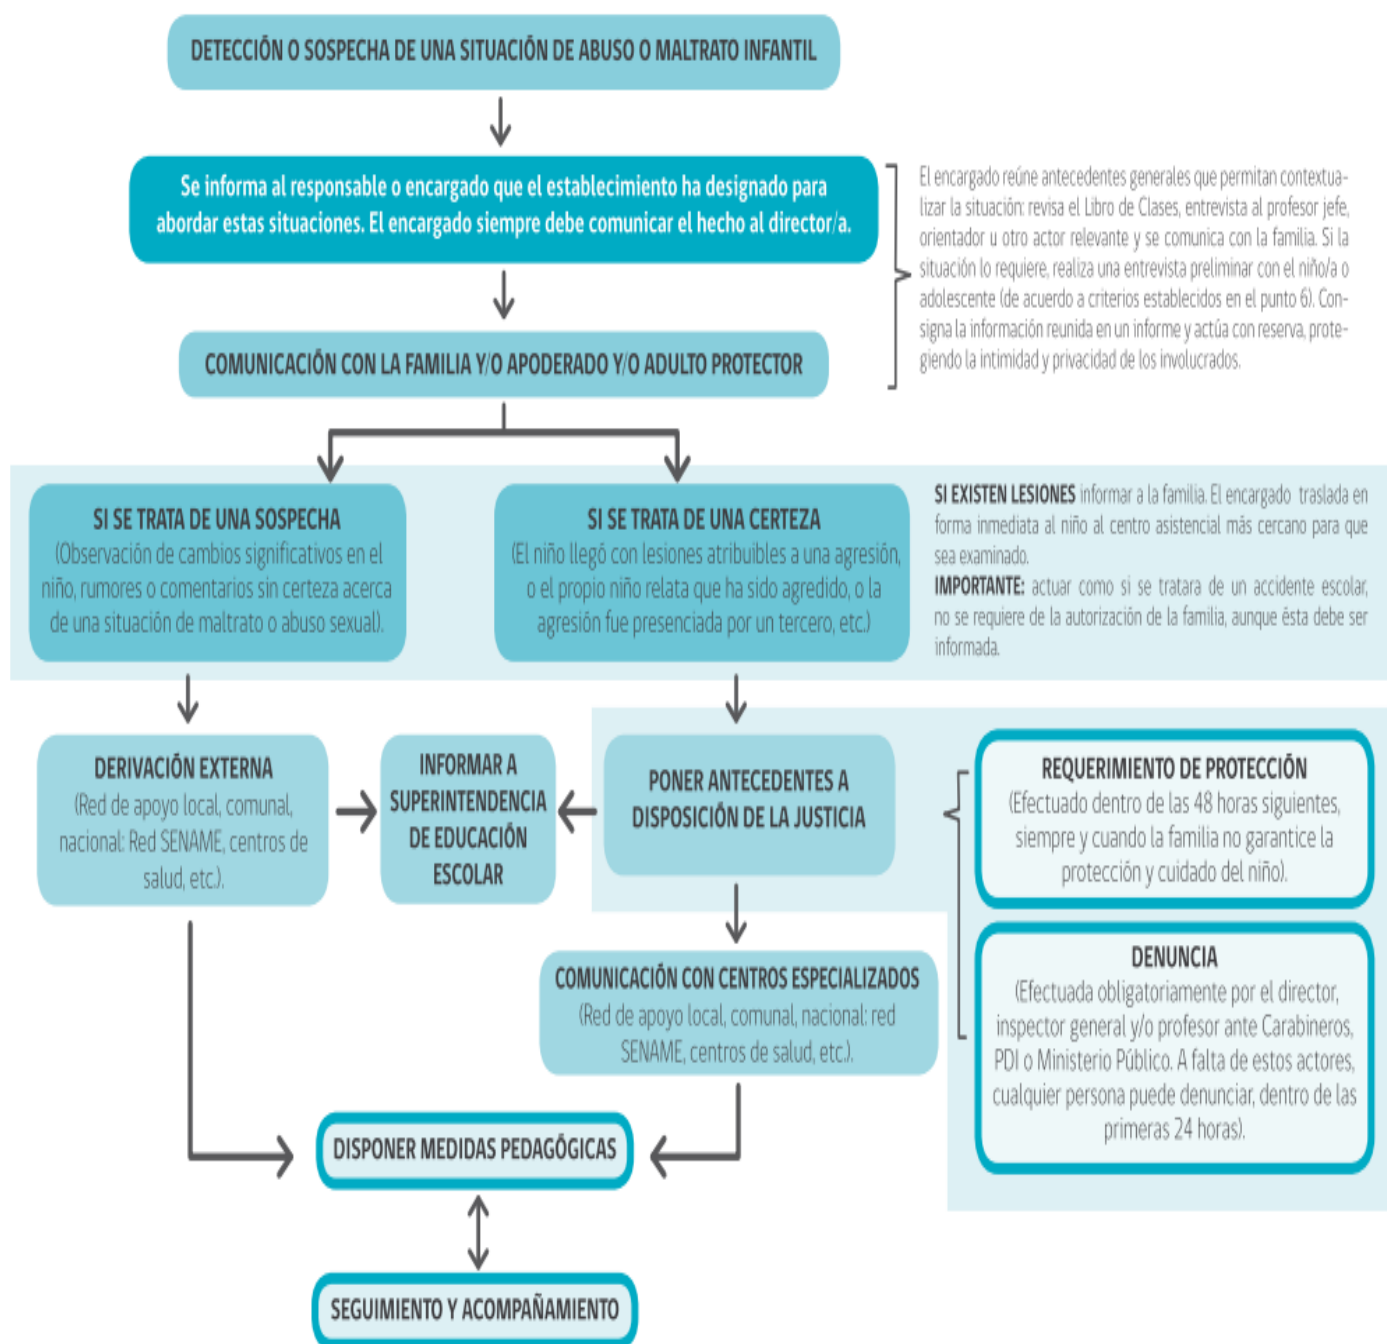 DETECCIÓN O SOSPECHA DE UNA SITUACIÓN DE ABUSO O MALTRATO INFANTIL
Se informa al responsable o encargado que el establecimiento ha designado para
abordar estas situaciones. El encargado siempre debe comunicar el hecho al director/a.
El encargado reúne antecedentes generales que permitan contextua-
lizar la situación: revisa el Libro de Clases, entrevista al profesor jefe,
orientador u otro actor relevante y se comunica con la familia. Si la
situación lo requiere, realiza una entrevista preliminar con el niño/a o
adolescente (de acuerdo a criterios establecidos en el punto 6). Con-
signa la información reunida en un informe y actúa con reserva, prote-
giendo la intimidad y privacidad de los involucrados.
COMUNICACIÓN CON LA FAMILIA Y/O APODERADO Y/O ADULTO PROTECTOR
SI SE TRATA DE UNA SOSPECHA
(Observación de cambios significativos en el
niño, rumores o comentarios sin certeza acerca
de una situación de maltrato o abuso sexual).
SI SE TRATA DE UNA CERTEZA
(El niño llegó con lesiones atribuibles a una agresión,
o el propio niño relata que ha sido agredido, o la
agresión fue presenciada por un tercero, etc.)
SI EXISTEN LESIONES informar a la familia. El encargado traslada en
forma inmediata al niño al centro asistencial más cercano para que
sea examinado.
IMPORTANTE: actuar como si se tratara de un accidente escolar,
no se requiere de la autorización de la familia, aunque ésta debe ser
informada.
DERIVACIÓN EXTERNA
(Red de apoyo local, comunal,
nacional: Red SENAME, centros de
salud, etc.).
INFORMAR A
SUPERINTENDENCIA
DE EDUCACIÓN
ESCOLAR
PONER ANTECEDENTES A
DISPOSICIÓN DE LA JUSTICIA
REQUERIMIENTO DE PROTECCIÓN
(Efectuado dentro de las 48 horas siguientes,
siempre y cuando la familia no garantice la
protección y cuidado del niño).
DENUNCIA
(Efectuada obligatoriamente por el director,
inspector general y/o profesor ante Carabineros,
PDI o Ministerio Público. A falta de estos actores,
cualquier persona puede denunciar, dentro de las
primeras 24 horas).
COMUNICACIÓN CON CENTROS ESPECIALIZADOS
(Red de apoyo local, comunal, nacional: red
SENAME, centros de salud, etc.).
DISPONER MEDIDAS PEDAGÓGICAS
SEGUIMIENTO Y ACOMPAÑAMIENTO